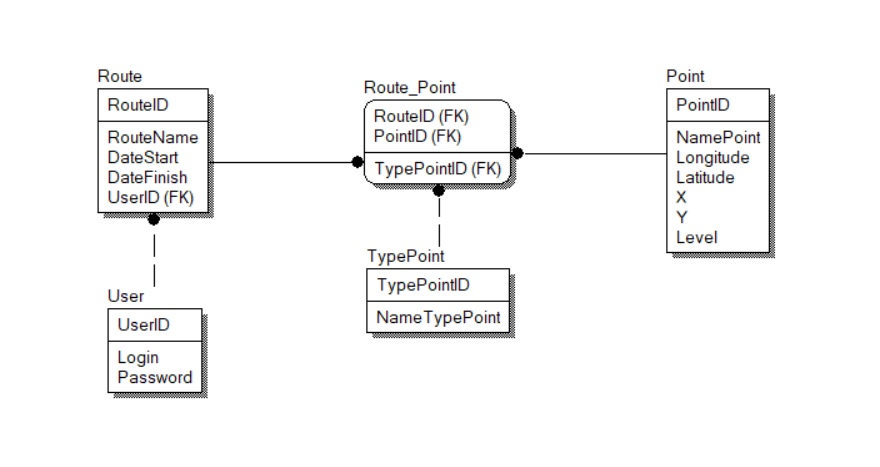 Route
RouteID
RouteName
DateStart
DateFinish
UserID (FK)
Route_Point
RouteID (FK)
PointID (FK)
TypePointID (FK)
Point
PointID
NamePoint
Longitude
Latitude
X
Y
Level
User
UserID
Login
Password
TypePoint
TypePointID
NameTypePoint